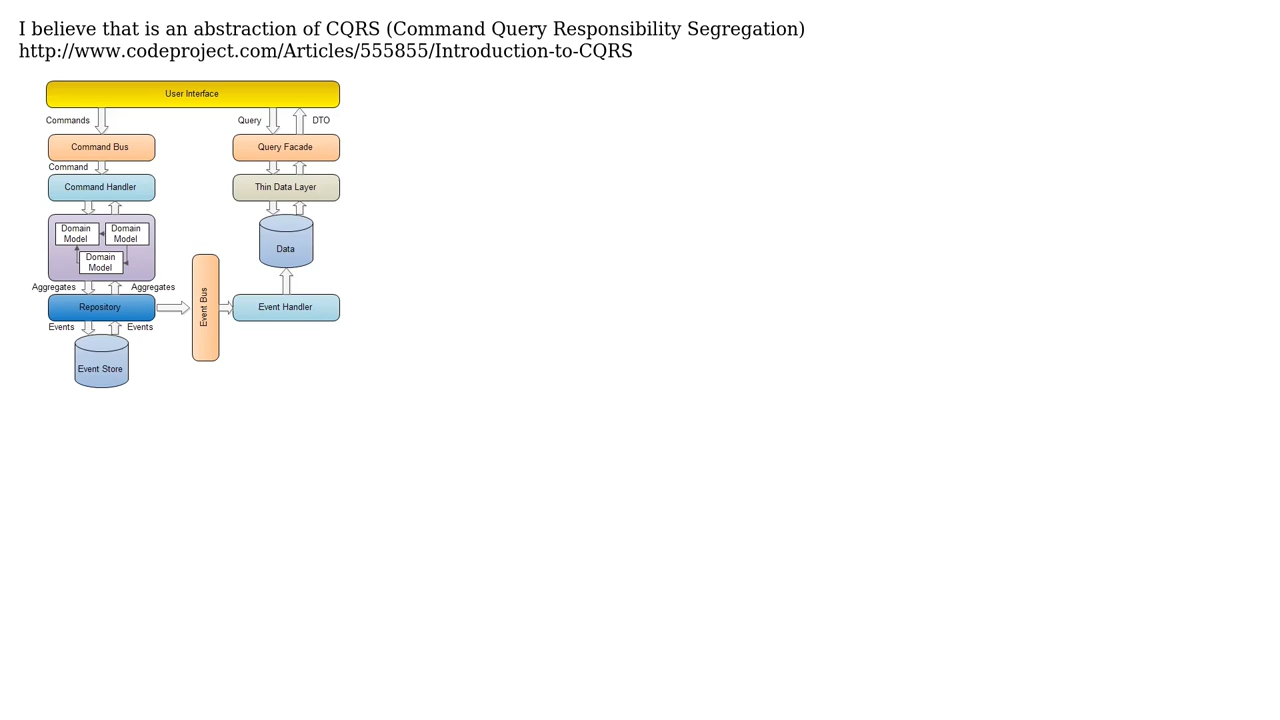 I believe that is an abstraction of CQRS (Command Query Responsibility Segregation)
http://www.codeproject.com/Articles/555855/Introduction-to-CQRS
User Interface
Commands
Query
DTO
Command Bus
Query Facade
Command
Command Handler
Thin Data Layer
Domain
Model
Domain
Model
Domain
Model
Data
Aggregates
Aggregates
Repository
Event Bus
Event Handler
Events
Events
Event Store